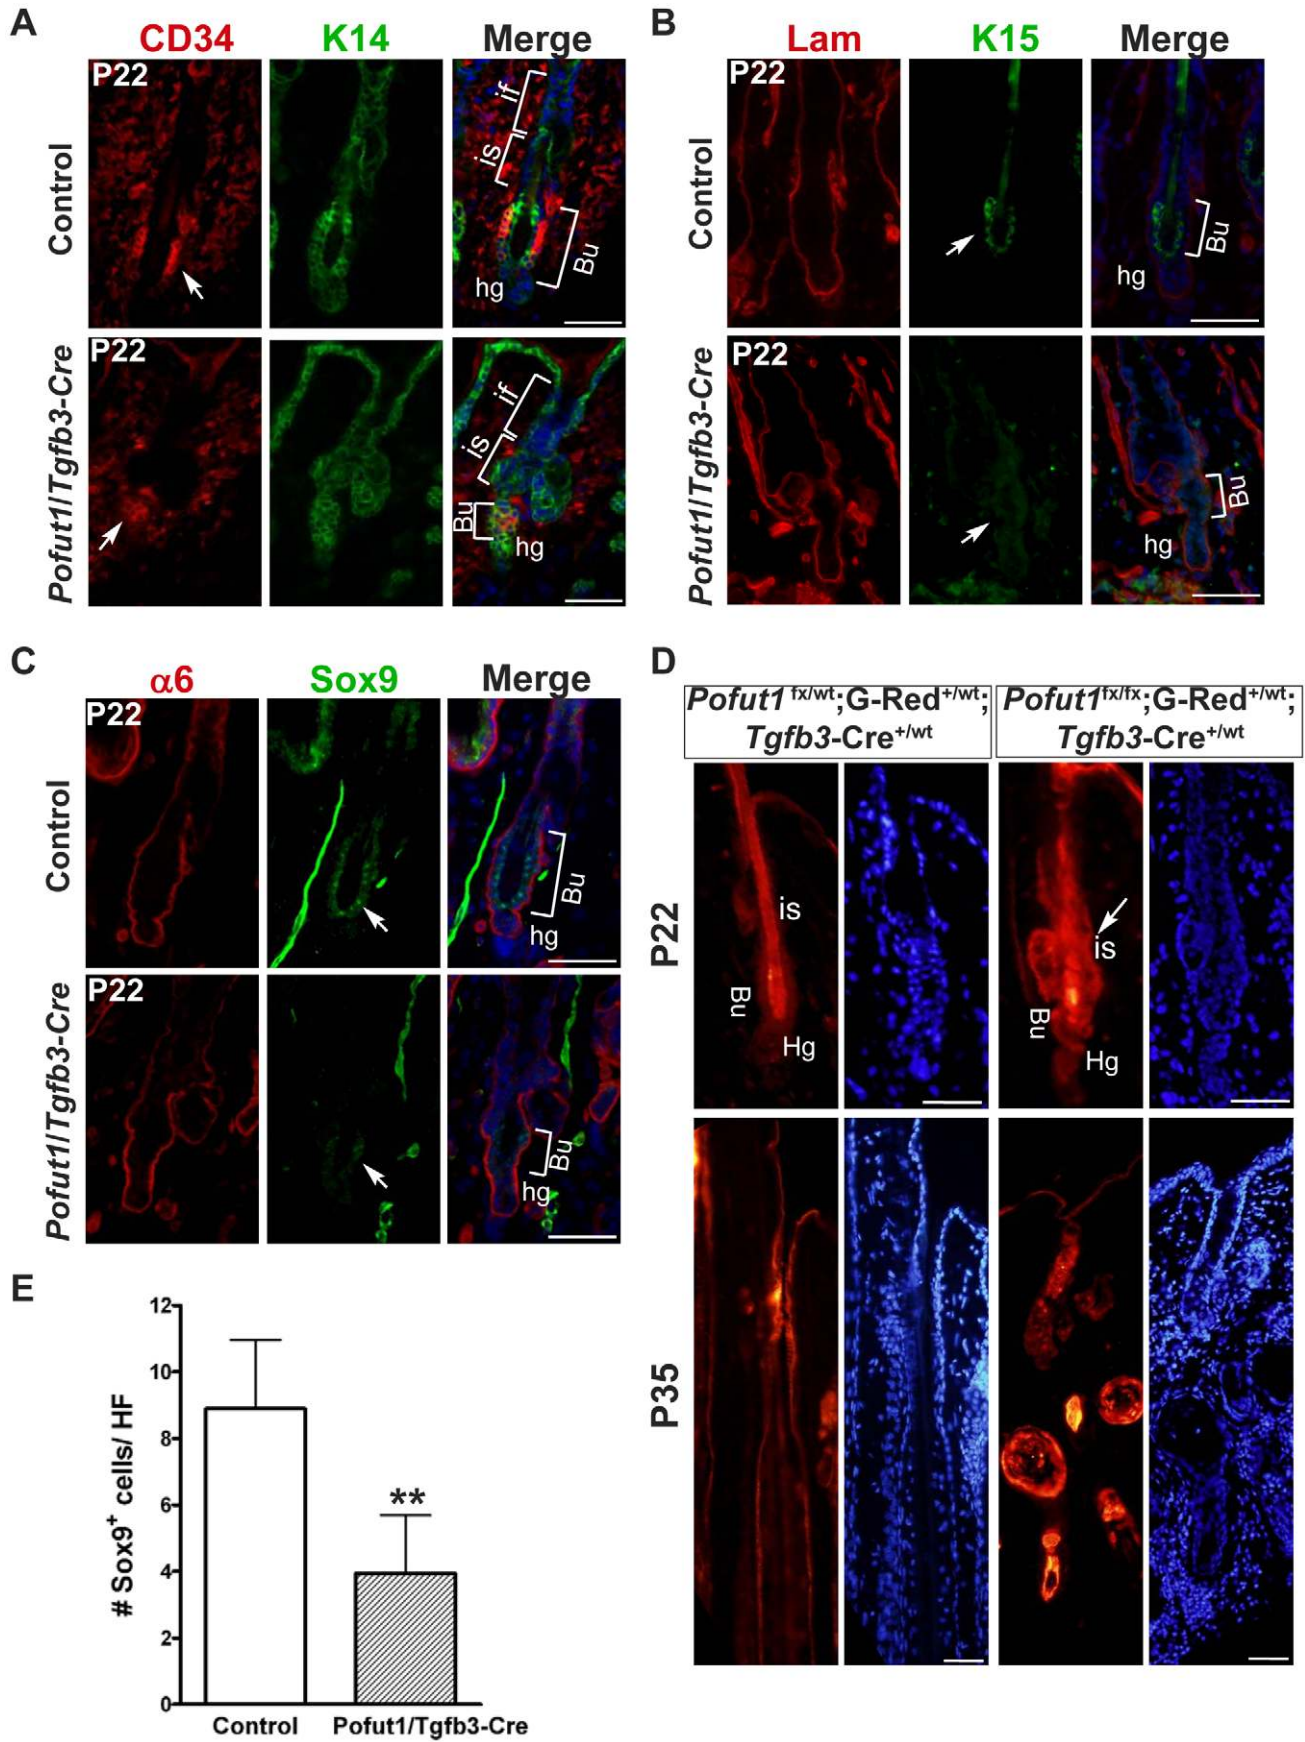 A
CD34 K14 Merge
Control
P22
if
is
Bu
hg
Pofut1/Tgfb3-Cre
P22
if
is
Bu
hg
B
Lam K15 Merge
Control
P22
Bu
hg
Pofut1/Tgfb3-Cre
P22
Bu
hg
C
α6 Sox9 Merge
Control
P22
Bu
hg
Pofut1/Tgfb3-Cre
P22
Bu
hg
D
Pofut1 fx/wt;G-Red+/wt;
Tgfb3-Cre+/wt
Pofut1fx/fx;G-Red+/wt;
Tgfb3-Cre+/wt
P22
is
Bu
Hg
is
Bu
Hg
P35
E
# Sox9+ cells/ HF
12
10
8
6
4
2
0
**
Control Pofut1/Tgfb3-Cre